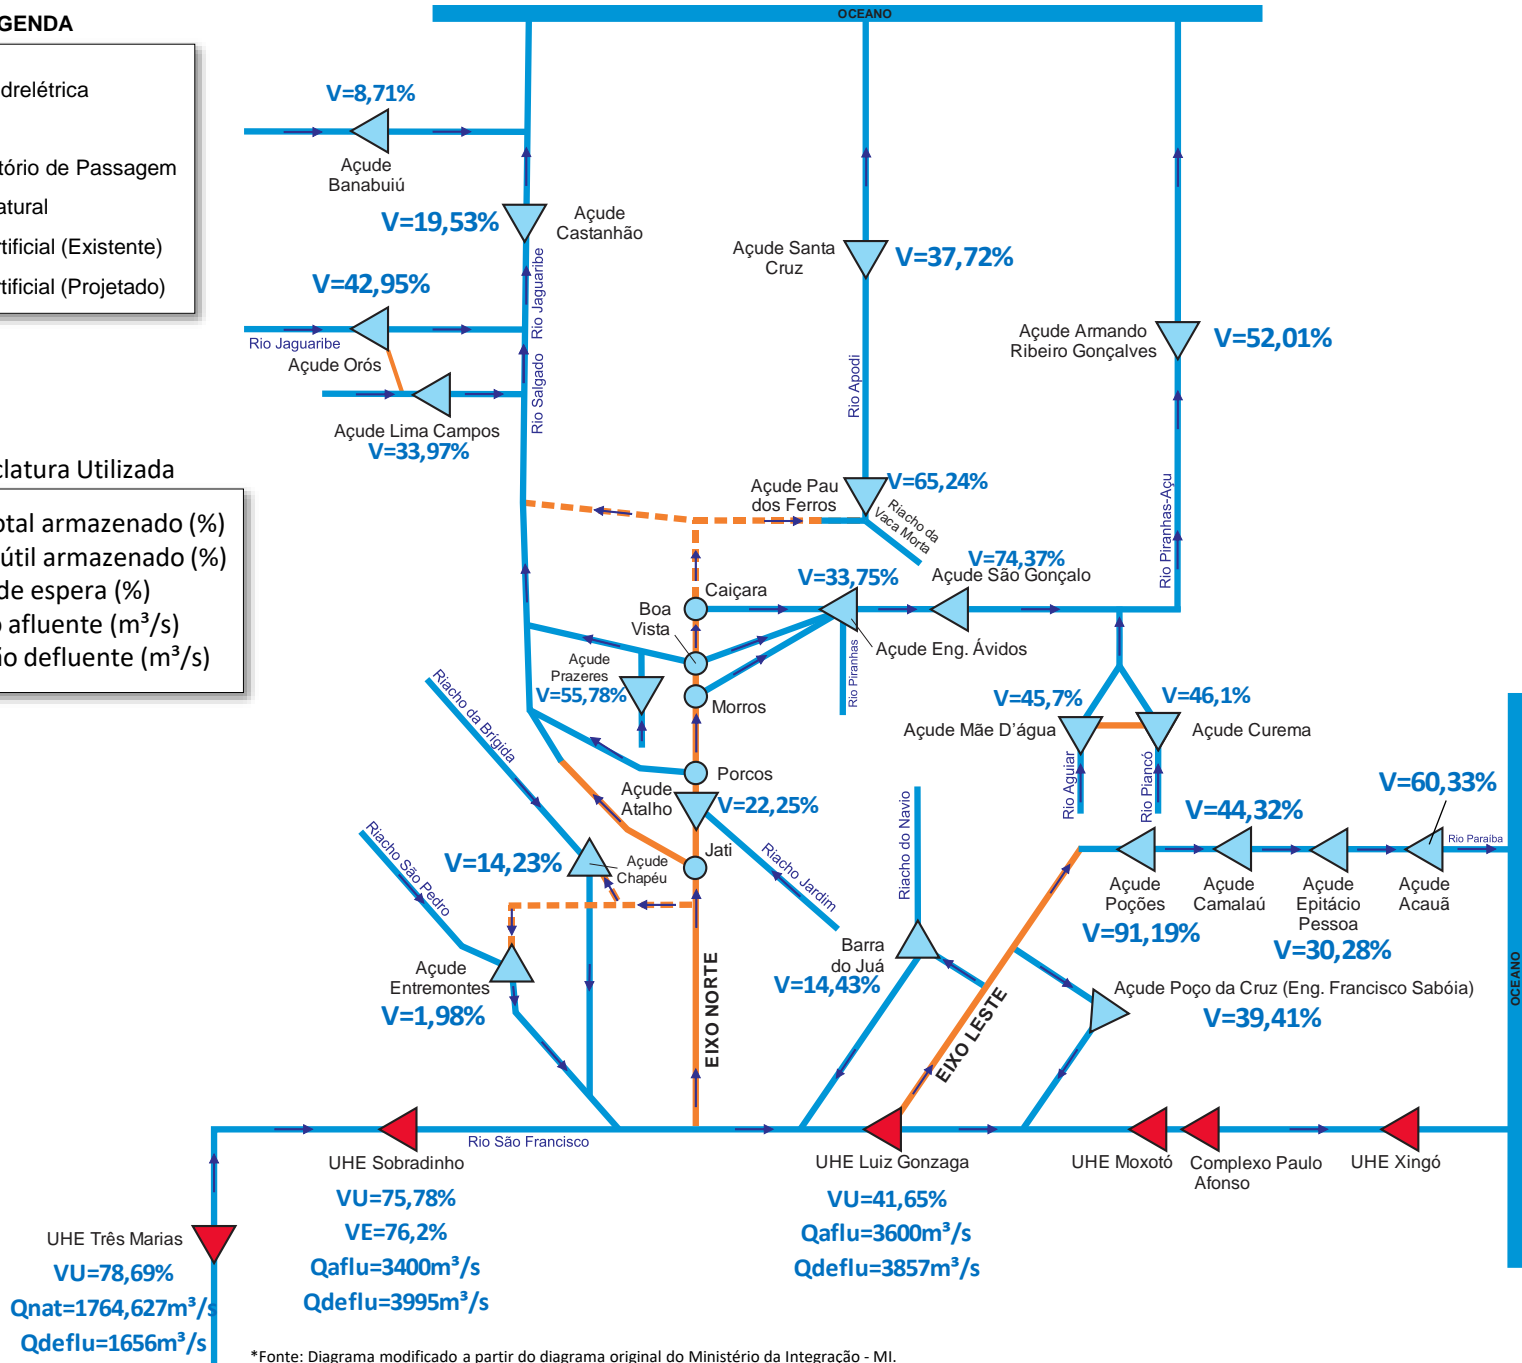 OCEANO
GENDA
drelétrica
tório de Passagem
atural
rtificial (Existente)
rtificial (Projetado)
V=8,71%
Açude
Banabuiú
V=19,53%
Açude
Castanhão
V=42,95%
Rio Jaguaribe
Rio Jaguaribe
Açude Orós
Rio Salgado
Açude Lima Campos
V=33,97%
Açude Santa
Cruz
V=37,72%
Rio Apodi
Açude Armando
Ribeiro Gonçalves
V=52,01%
Rio Piranhas-Açu
clatura Utilizada
otal armazenado (%)
útil armazenado (%)
de espera (%)
o afluente (m³/s)
ão defluente (m³/s)
Açude Pau
dos Ferros
V=65,24%
Riacho da
Vaca Morta
V=74,37%
Açude São Gonçalo
V=33,75%
Caiçara
Boa
Vista
Açude Eng. Ávidos
Rio Piranhas
Açude
Prazeres
V=55,78%
Morros
V=45,7%
V=46,1%
Açude Mãe D'água
Açude Curema
Rio Aguiar
Rio Piancó
Riacho da Brígida
Porcos
Açude
Atalho
V=22,25%
Jati
Riacho Jardim
Riacho São Pedro
V=14,23%
Açude
Chapéu
Riacho do Navio
V=60,33%
V=44,32%
Rio Paraíba
Açude
Poções
V=91,19%
Açude
Camalaú
Açude
Epitácio
Pessoa
V=30,28%
Açude
Acauã
Açude
Entremontes
V=1,98%
EIXO NORTE
Barra
do Juá
V=14,43%
EIXO LESTE
Açude Poço da Cruz (Eng. Francisco Sabóia)
V=39,41%
OCEANO
Rio São Francisco
UHE Sobradinho
VU=75,78%
VE=76,2%
Qaflu=3400m³/s
Qdeflu=3995m³/s
UHE Luiz Gonzaga
VU=41,65%
Qaflu=3600m³/s
Qdeflu=3857m³/s
UHE Moxotó
Complexo Paulo
Afonso
UHE Xingó
UHE Três Marias
VU=78,69%
Qnat=1764,627m³/s
Qdeflu=1656m³/s
*Fonte: Diagrama modificado a partir do diagrama original do Ministério da Integração - MI.